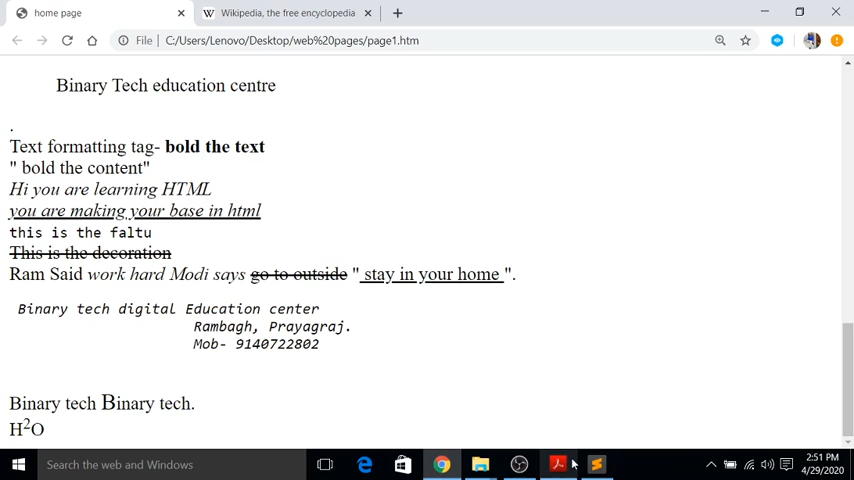 home page
Wikipedia, the free encyclopedia
File C:/Users/Lenovo/Desktop/web%20pages/page1.htm
Binary Tech education centre
.
Text formatting tag- bold the text
" bold the content"
Hi you are learning HTML
you are making your base in html
this is the faltu
This is the decoration
Ram Said work hard Modi says go to outside " stay in your home ".
Binary tech digital Education center
Rambagh, Prayagraj.
Mob- 9140722802
Binary tech Binary tech.
H²O
Search the web and Windows
2:51 PM
4/29/2020